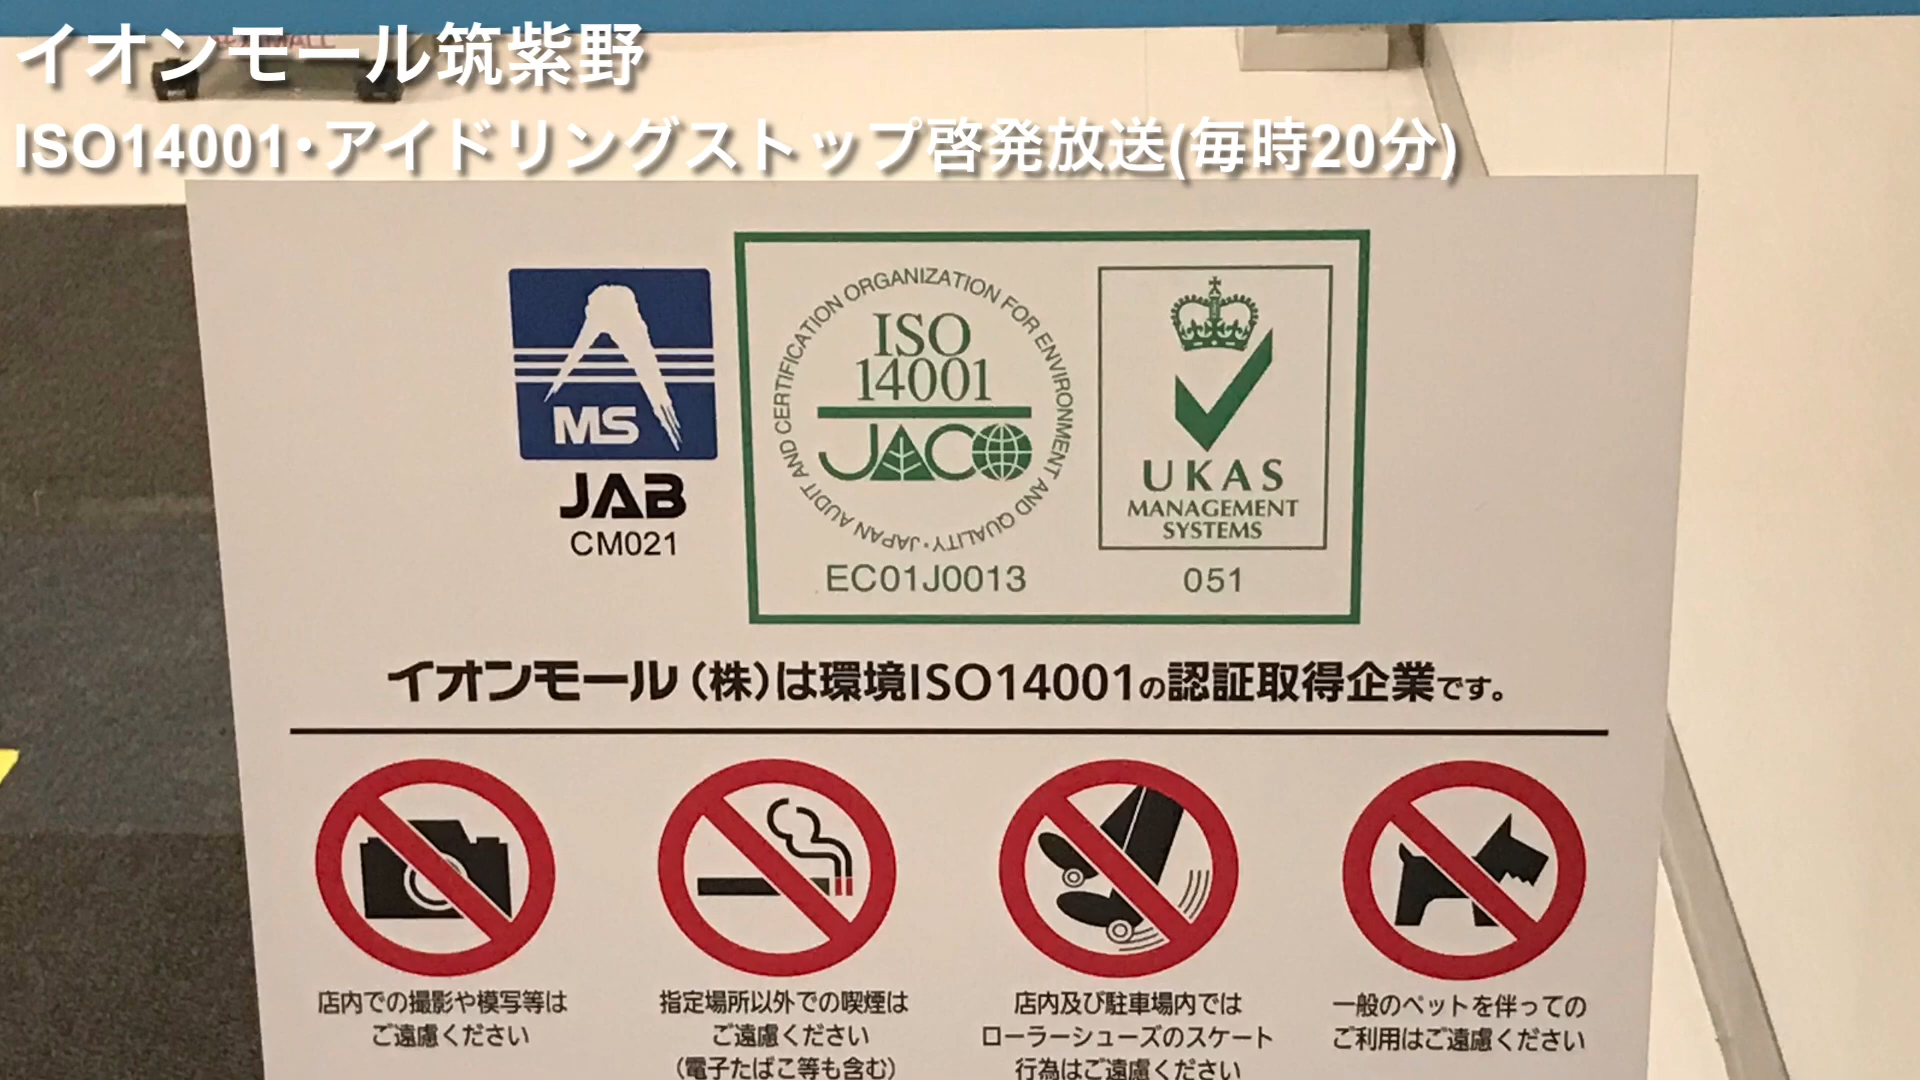 イオンモール筑紫野
ISO14001・アイドリングストップ啓発放送(毎時20分)
MS
JAB
CM021
JAPAN AUDIT AND CERTIFICATION ORGANIZATION FOR ENVIRONMENT AND QUALITY・
ISO
14001
JACO
EC01J0013
UKAS
MANAGEMENT
SYSTEMS
051
イオンモール（株）は環境ISO14001の認証取得企業です。
店内での撮影や模写等は
ご遠慮ください
指定場所以外での喫煙は
ご遠慮ください
（電子たばこ等も含む）
店内及び駐車場内では
ローラーシューズのスケート
行為はご遠慮ください
一般のペットを伴っての
ご利用はご遠慮ください